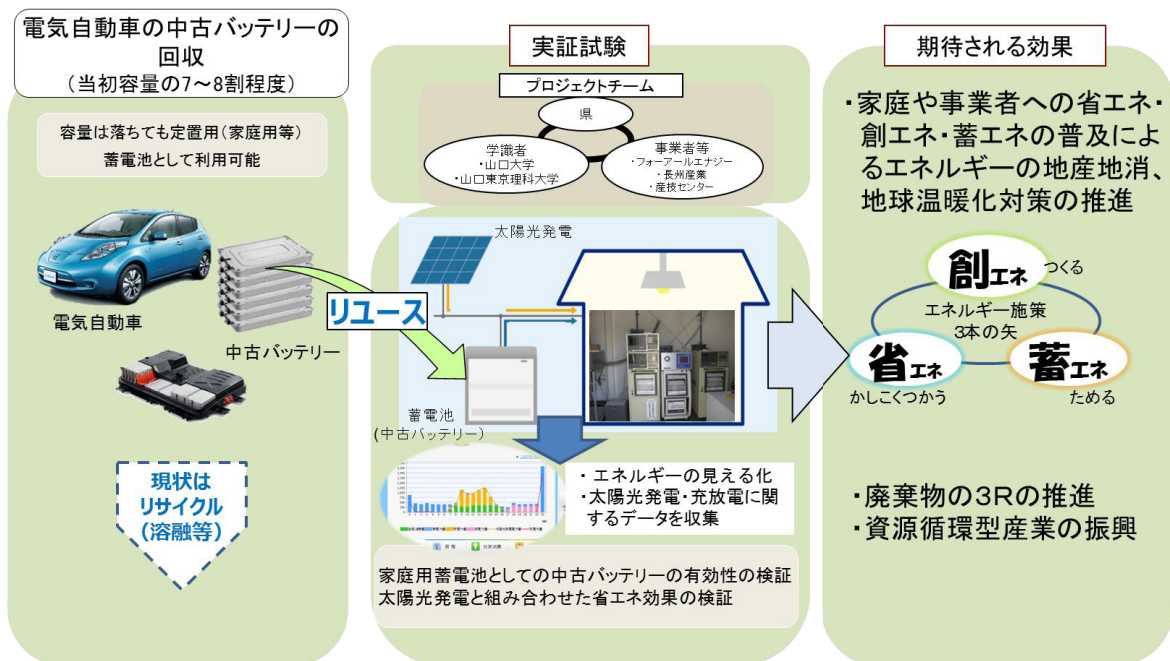 電気自動車の中古バッテリーの
回収
(当初容量の7～8割程度)
容量は落ちても定置用(家庭用等)
蓄電池として利用可能
電気自動車
中古バッテリー
現状は
リサイクル
(溶融等)
リユース
実証試験
プロジェクトチーム
県
学識者
・山口大学
・山口東京理科大学
事業者等
・フォーアールエナジー
・長州産業
・産技センター
太陽光発電
蓄電池
(中古バッテリー)
・エネルギーの見える化
・太陽光発電・充放電に関
するデータを収集
家庭用蓄電池としての中古バッテリーの有効性の検証
太陽光発電と組み合わせた省エネ効果の検証
期待される効果
・家庭や事業者への省エネ・
創エネ・蓄エネの普及によ
るエネルギーの地産地消、
地球温暖化対策の推進
創エネ
つくる
エネルギー施策
3本の矢
省エネ
かしこくつかう
蓄エネ
ためる
・廃棄物の3Rの推進
・資源循環型産業の振興